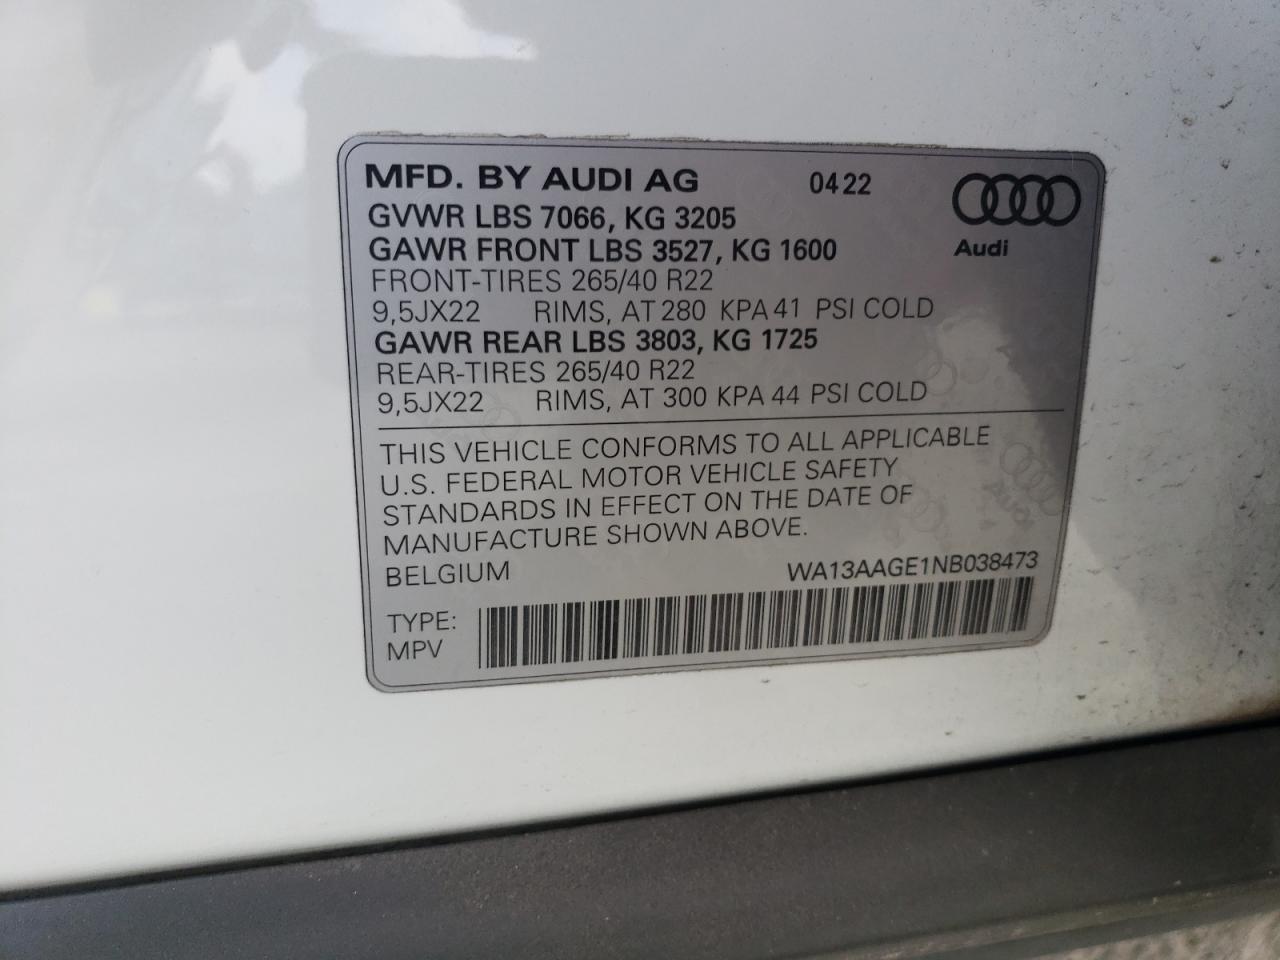 MFD. BY AUDI AG 0422
GVWR LBS 7066, KG 3205
GAWR FRONT LBS 3527, KG 1600
Audi
FRONT-TIRES 265/40 R22
9,5JX22 RIMS, AT 280 KPA 41 PSI COLD
GAWR REAR LBS 3803, KG 1725
REAR-TIRES 265/40 R22
9,5JX22 RIMS, AT 300 KPA 44 PSI COLD
THIS VEHICLE CONFORMS TO ALL APPLICABLE
U.S. FEDERAL MOTOR VEHICLE SAFETY
STANDARDS IN EFFECT ON THE DATE OF
MANUFACTURE SHOWN ABOVE.
BELGIUM WA13AAGE1NB038473
TYPE:
MPV